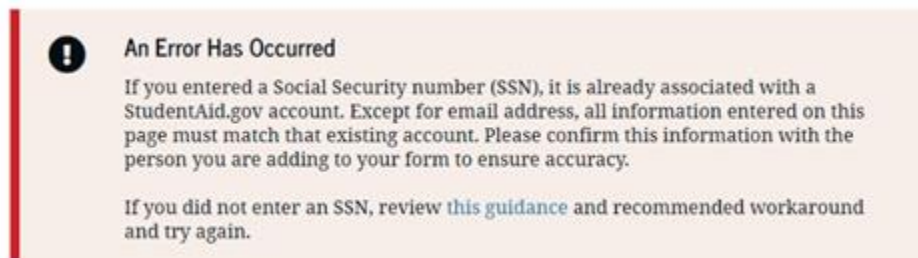 An Error Has Occurred
If you entered a Social Security number (SSN), it is already associated with a
StudentAid.gov account. Except for email address, all information entered on this
page must match that existing account. Please confirm this information with the
person you are adding to your form to ensure accuracy.
If you did not enter an SSN, review this guidance and recommended workaround
and try again.